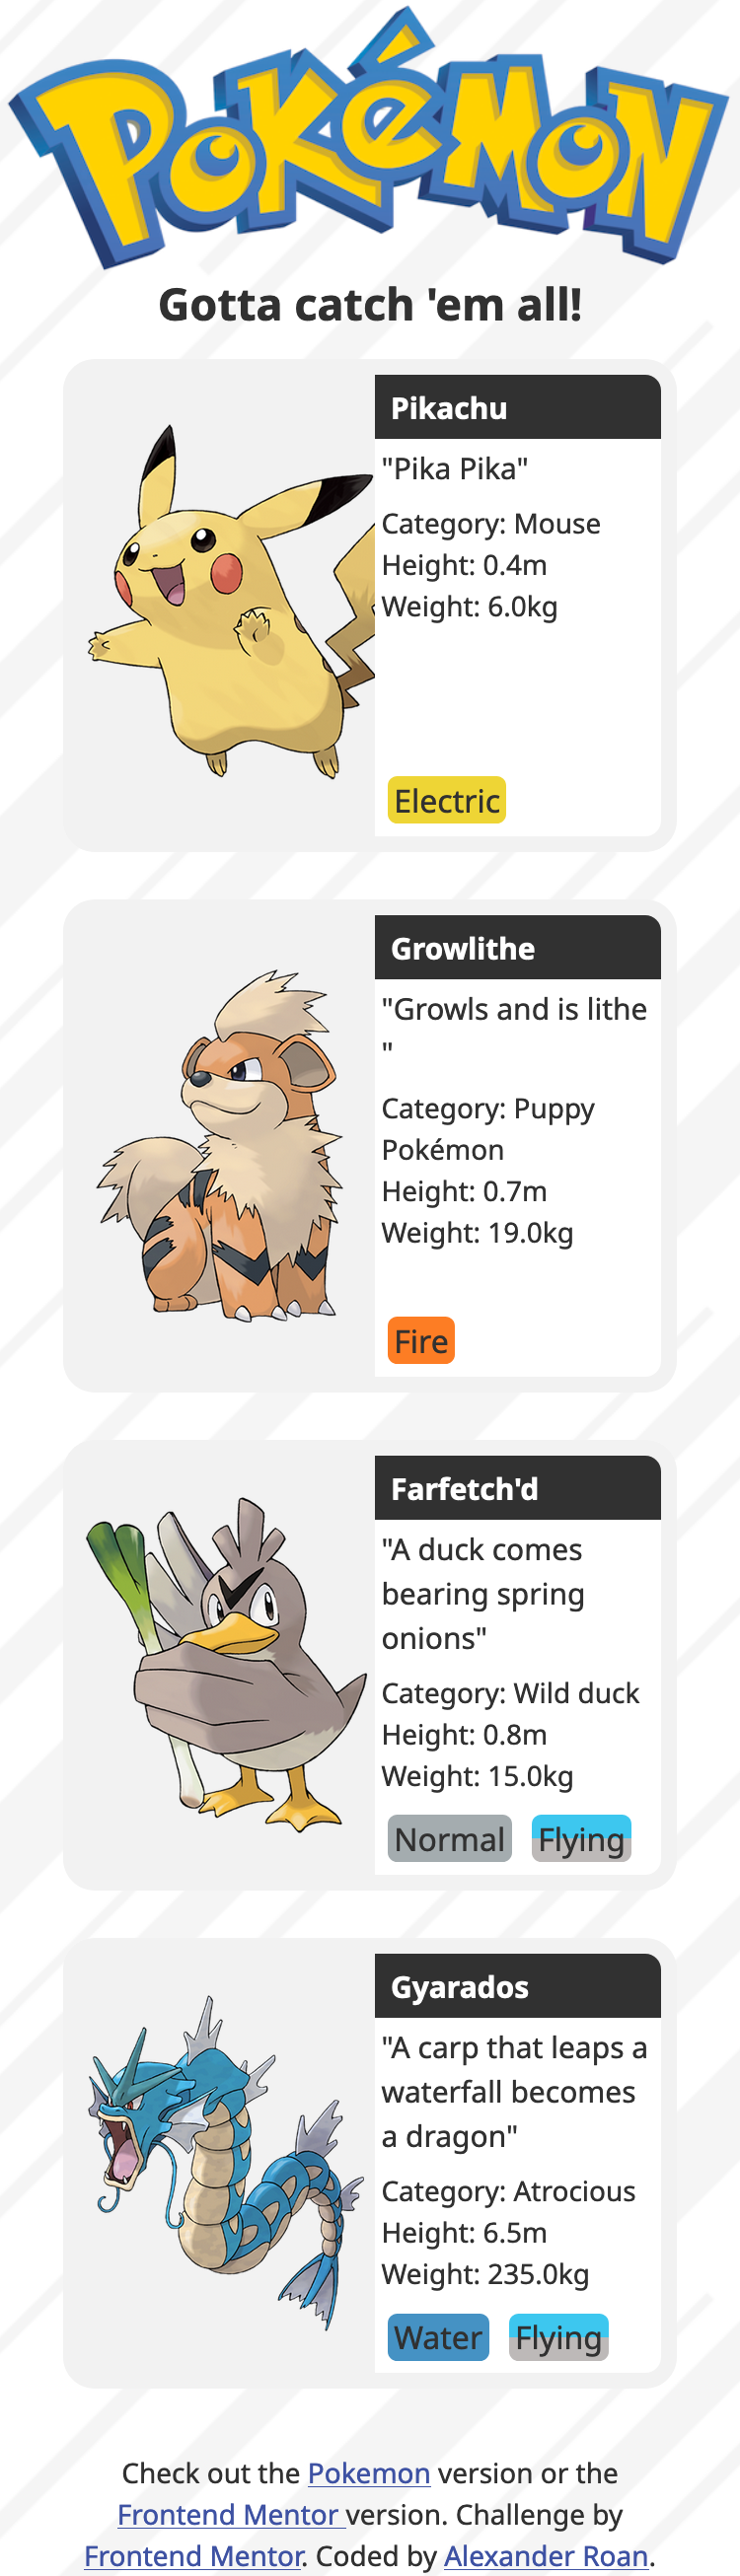 POKéMON
Gotta catch 'em all!
Pikachu
"Pika Pika"
Category: Mouse
Height: 0.4m
Weight: 6.0kg
Electric
Growlithe
"Growls and is lithe
"
Category: Puppy
Pokémon
Height: 0.7m
Weight: 19.0kg
Fire
Farfetch'd
"A duck comes
bearing spring
onions"
Category: Wild duck
Height: 0.8m
Weight: 15.0kg
Normal Flying
Gyarados
"A carp that leaps a
waterfall becomes
a dragon"
Category: Atrocious
Height: 6.5m
Weight: 235.0kg
Water Flying
Check out the Pokemon version or the
Frontend Mentor version. Challenge by
Frontend Mentor. Coded by Alexander Roan.